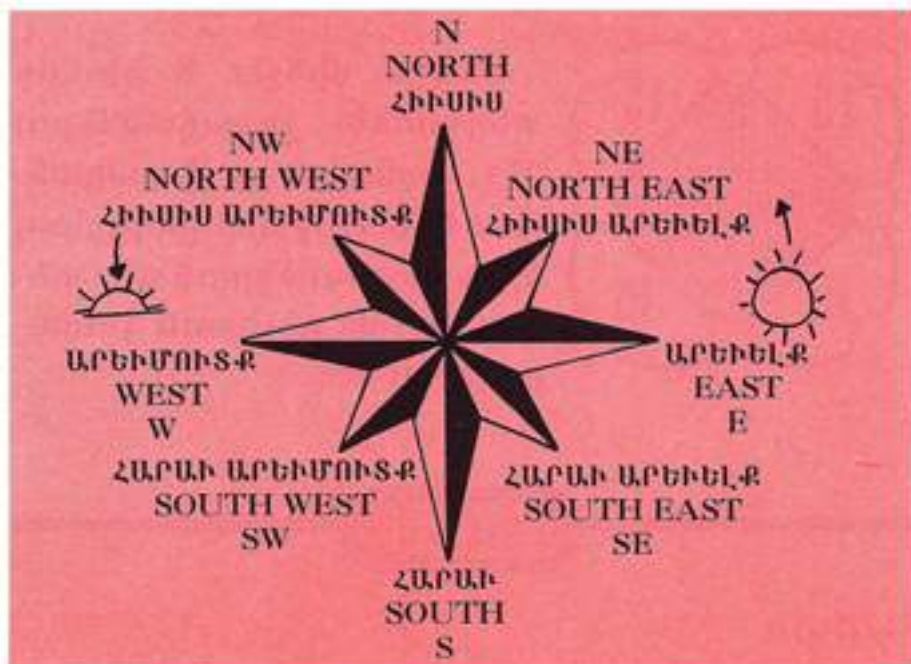 N
NORTH
ՀԻՒՍԻՍ
NW
NORTH WEST
ՀԻՒՍԻՍ ԱՐԵՒՄՈՒՏՔ
NE
NORTH EAST
ՀԻՒՍԻՍ ԱՐԵՒԵԼՔ
ԱՐԵՒՄՈՒՏՔ
WEST
W
ԱՐԵՒԵԼՔ
EAST
E
ՀԱՐԱՒ ԱՐԵՒՄՈՒՏՔ
SOUTH WEST
SW
ՀԱՐԱՒ ԱՐԵՒԵԼՔ
SOUTH EAST
SE
ՀԱՐԱՒ
SOUTH
S